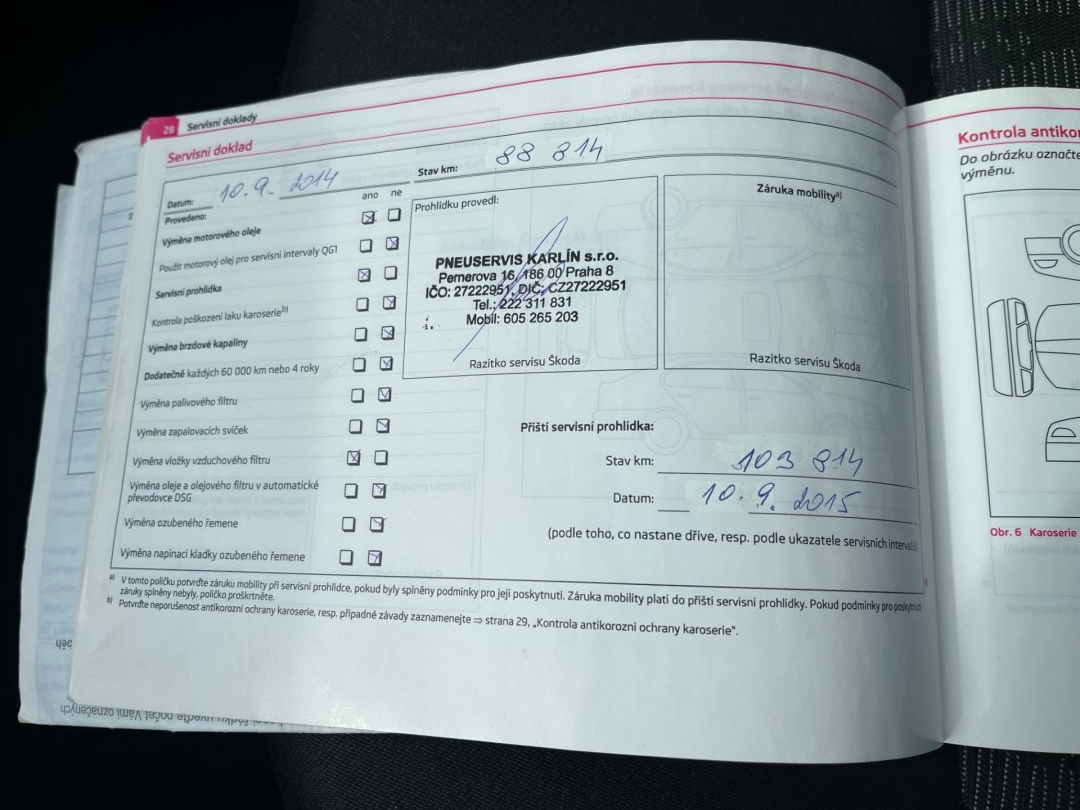 28 Servisní doklady
Servisní doklad
Datum: 10.9. 2014
Stav km: 88 814
Provedeno:
ano ne
Výměna motorového oleje
Použit motorový olej pro servisní intervaly QG1
Servisní prohlídka
Kontrola poškození laku karoserie b)
Výměna brzdové kapaliny
Dodatečně každých 60 000 km nebo 4 roky
Výměna palivového filtru
Výměna zapalovacích svíček
Výměna vložky vzduchového filtru
Výměna oleje a olejového filtru v automatické
převodovce DSG
Výměna ozubeného řemene
Výměna napínací kladky ozubeného řemene
Prohlídku provedl:
PNEUSERVIS KARLÍN s.r.o.
Pernerova 16, 186 00 Praha 8
IČO: 27222951, DIČ: CZ27222951
Tel.: 222 311 831
Mobil: 605 265 203
Razítko servisu Škoda
Záruka mobility a)
Razítko servisu Škoda
Příští servisní prohlídka:
Stav km: 103 814
Datum: 10. 9. 2015
(podle toho, co nastane dříve, resp. podle ukazatele servisních intervalů)
a) V tomto políčku potvrďte záruku mobility při servisní prohlídce, pokud byly splněny podmínky pro její poskytnutí. Záruka mobility platí do příští servisní prohlídky. Pokud podmínky pro poskytnutí
záruky splněny nebyly, políčko proškrtněte.
b) Potvrďte neporušenost antikorozní ochrany karoserie, resp. případné závady zaznamenejte ⇒ strana 29, „Kontrola antikorozní ochrany karoserie“.
Kontrola antikor
Do obrázku označte
výměnu.
Obr. 6 Karoserie